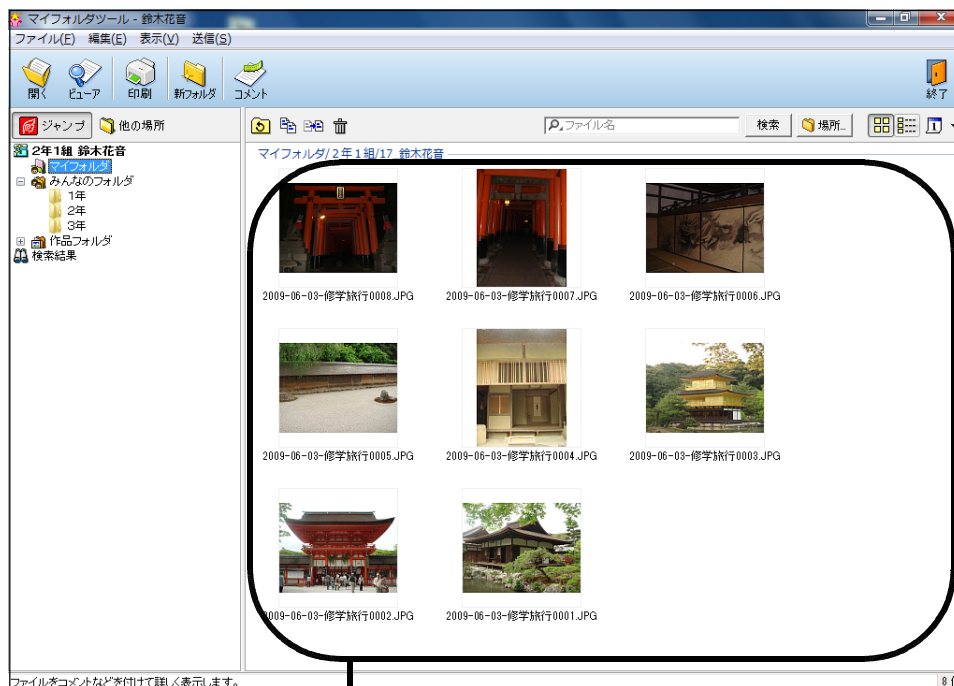 マイフォルダツール - 鈴木花音
ファイル(F) 編集(E) 表示(V) 送信(S)
開く ビューア 印刷 新フォルダ コメント 終了
ジャンプ 他の場所
ファイル名 検索 場所...
2年1組 鈴木花音
マイフォルダ
みんなのフォルダ
1年
2年
3年
作品フォルダ
検索結果
マイフォルダ/2年1組/17 鈴木花音
2009-06-03-修学旅行0008.JPG 2009-06-03-修学旅行0007.JPG 2009-06-03-修学旅行0006.JPG
2009-06-03-修学旅行0005.JPG 2009-06-03-修学旅行0004.JPG 2009-06-03-修学旅行0003.JPG
2009-06-03-修学旅行0002.JPG 2009-06-03-修学旅行0001.JPG
ファイルをコメントなどを付けて詳しく表示します。 8